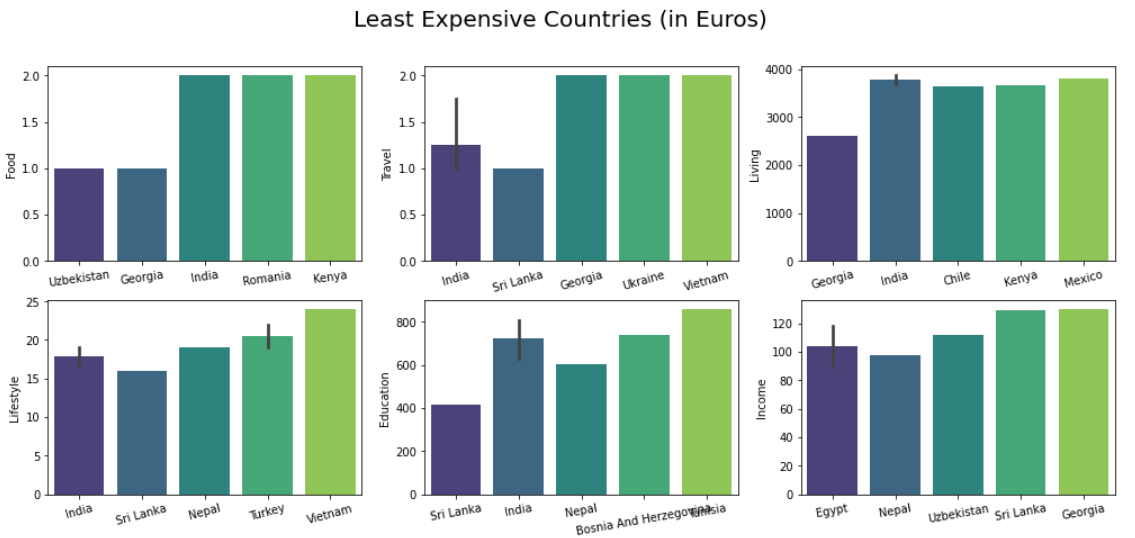 Least Expensive Countries (in Euros)
Food
2.0
1.5
1.0
0.5
0.0
Uzbekistan Georgia India Romania Kenya
Travel
2.0
1.5
1.0
0.5
0.0
India Sri Lanka Georgia Ukraine Vietnam
Living
4000
3000
2000
1000
0
Georgia India Chile Kenya Mexico
Lifestyle
25
20
15
10
5
0
India Sri Lanka Nepal Turkey Vietnam
Education
800
600
400
200
0
Sri Lanka India Nepal Bosnia And Herzegovina Tunisia
Income
120
100
80
60
40
20
0
Egypt Nepal Uzbekistan Sri Lanka Georgia